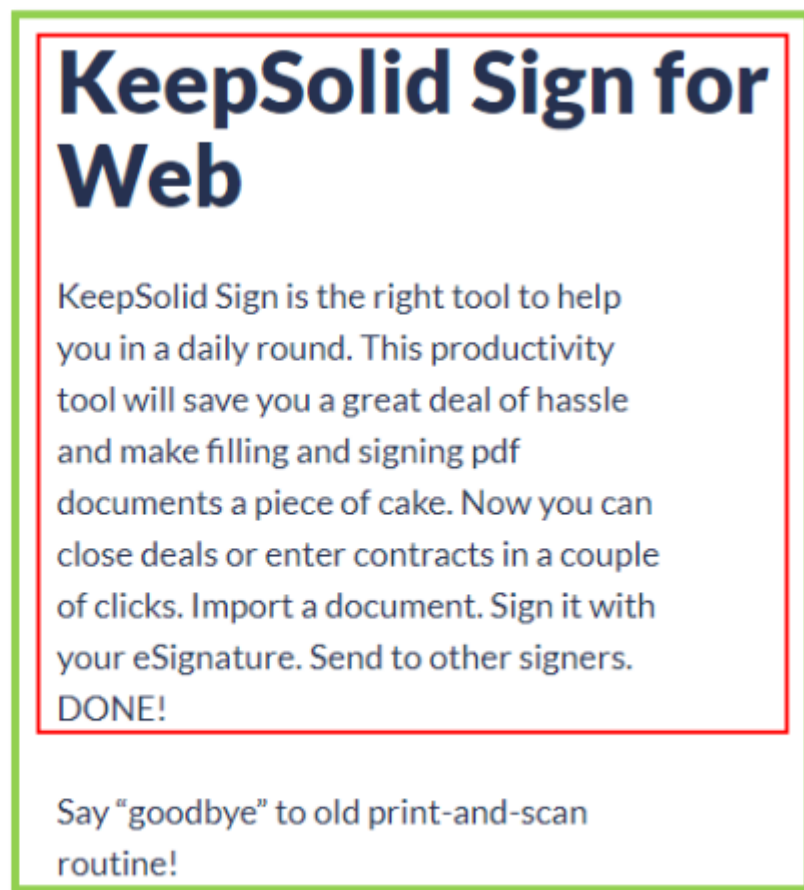 KeepSolid Sign for
Web
KeepSolid Sign is the right tool to help
you in a daily round. This productivity
tool will save you a great deal of hassle
and make filling and signing pdf
documents a piece of cake. Now you can
close deals or enter contracts in a couple
of clicks. Import a document. Sign it with
your eSignature. Send to other signers.
DONE!
Say “goodbye” to old print-and-scan
routine!